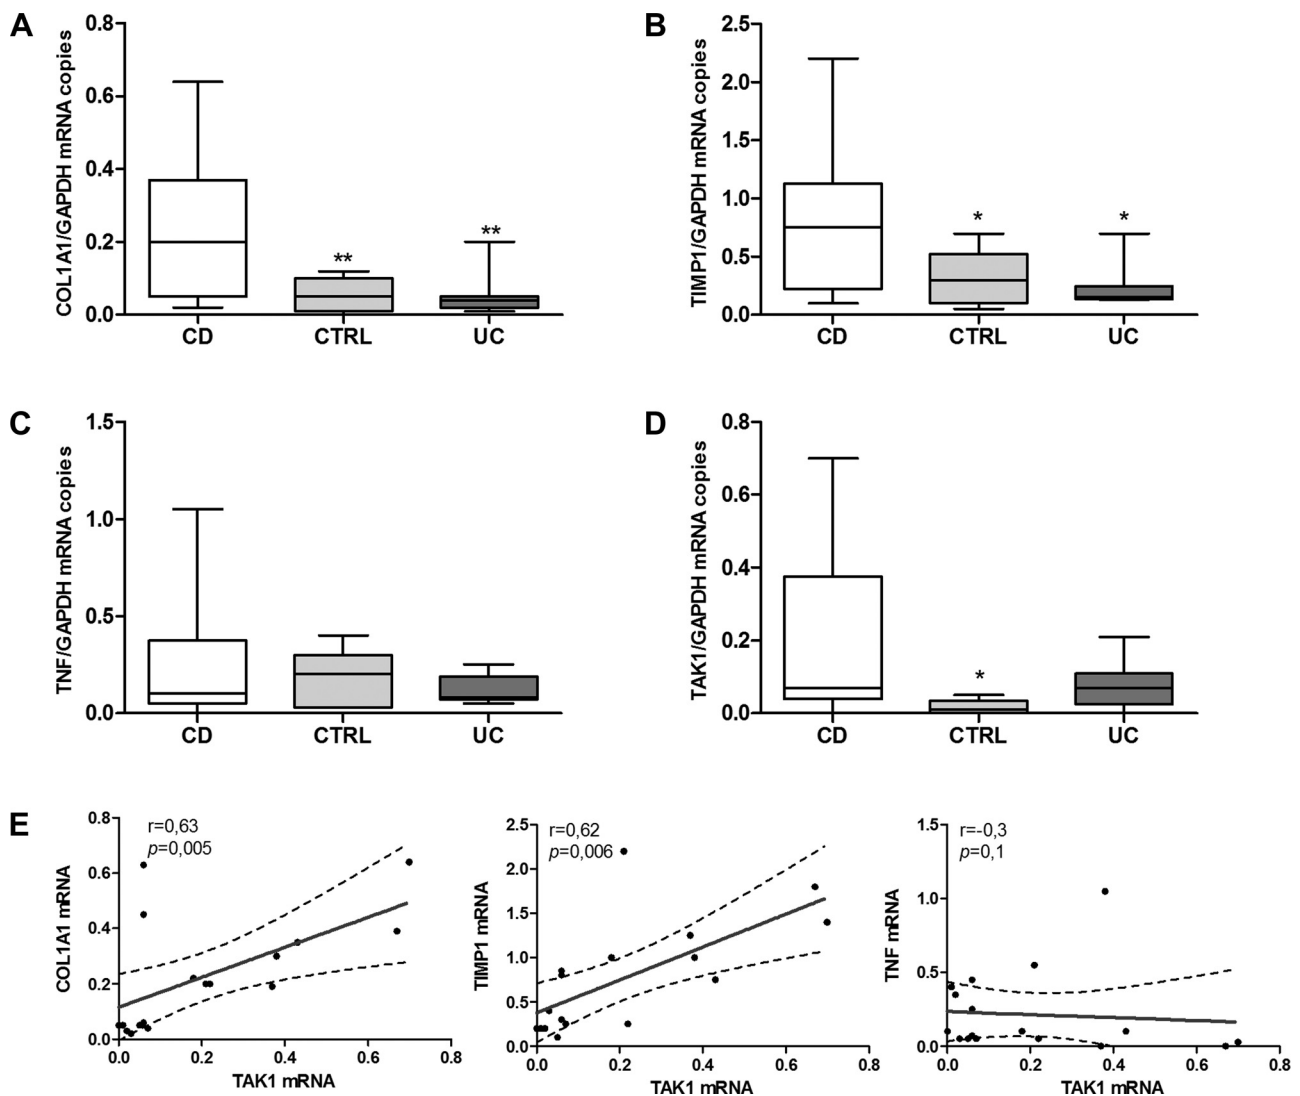 A
COL1A1/GAPDH mRNA copies
0.8
0.6
0.4
0.2
0.0
**
**
CD CTRL UC
B
TIMP1/GAPDH mRNA copies
2.5
2.0
1.5
1.0
0.5
0.0
*
*
CD CTRL UC
C
TNF/GAPDH mRNA copies
1.5
1.0
0.5
0.0
CD CTRL UC
D
TAK1/GAPDH mRNA copies
0.8
0.6
0.4
0.2
0.0
*
CD CTRL UC
E
COL1A1 mRNA
0.8
0.6
0.4
0.2
0.0
r=0,63
p=0,005
0.0 0.2 0.4 0.6 0.8
TAK1 mRNA
TIMP1 mRNA
2.5
2.0
1.5
1.0
0.5
0.0
r=0,62
p=0,006
0.0 0.2 0.4 0.6 0.8
TAK1 mRNA
TNF mRNA
1.5
1.0
0.5
0.0
r=-0,3
p=0,1
0.0 0.2 0.4 0.6 0.8
TAK1 mRNA